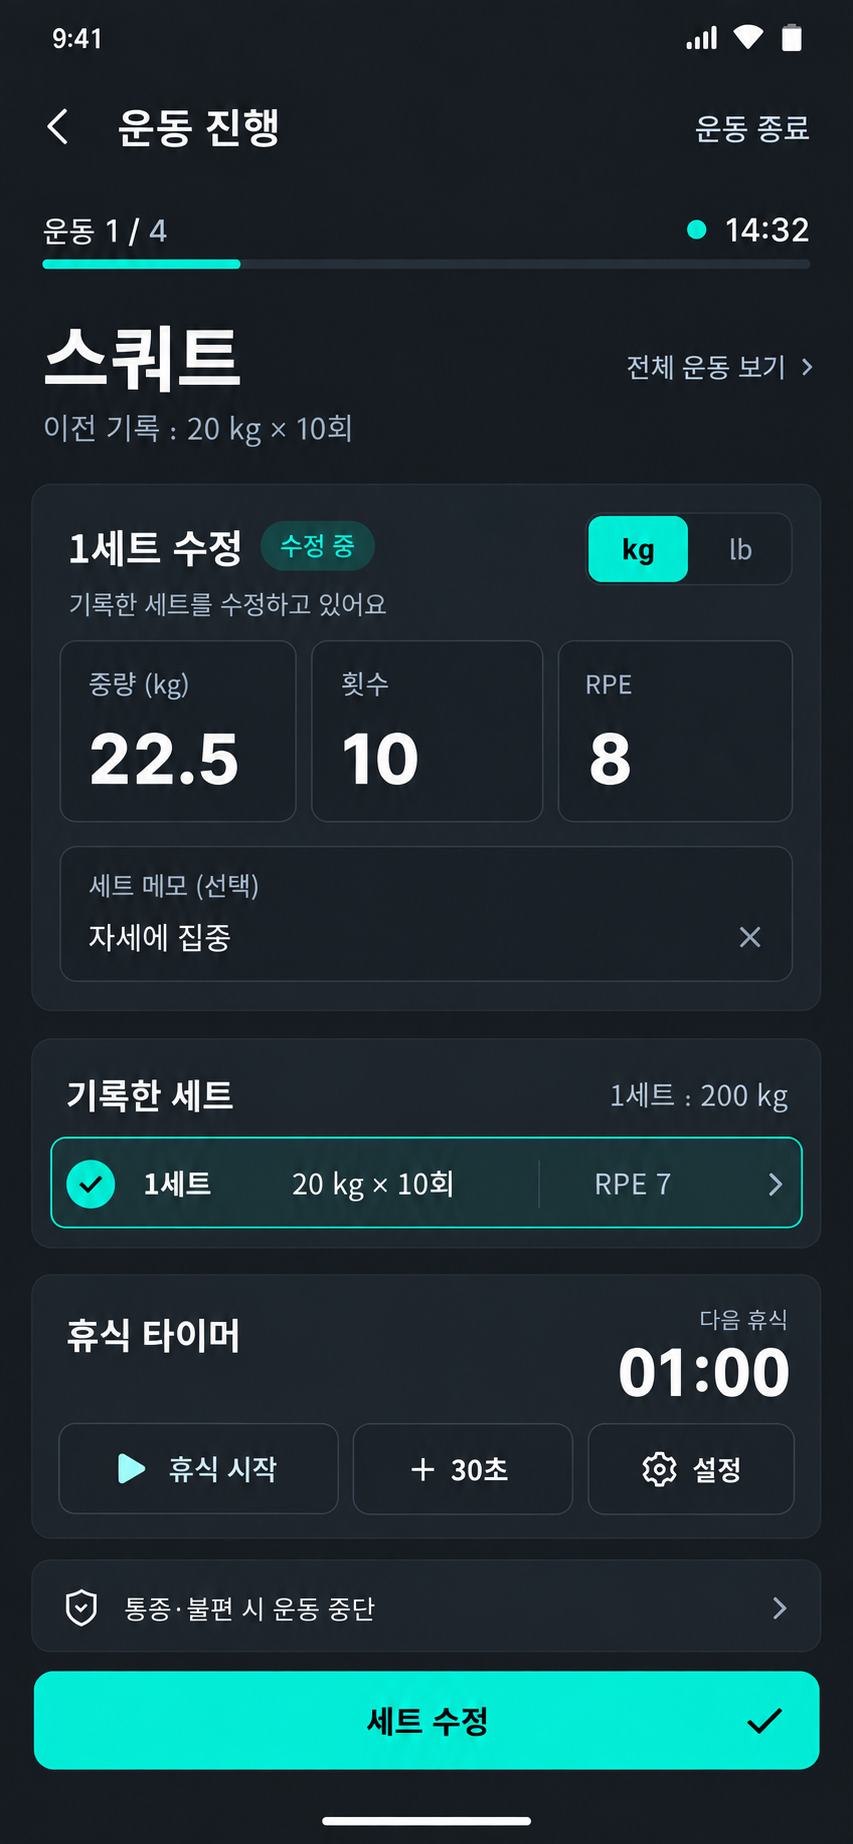 9:41
운동 진행
운동 종료
운동 1 / 4
14:32
스쿼트
전체 운동 보기
이전 기록 : 20 kg × 10회
1세트 수정
수정 중
kg
lb
기록한 세트를 수정하고 있어요
중량 (kg)
횟수
RPE
22.5
10
8
세트 메모 (선택)
자세에 집중
기록한 세트
1세트 : 200 kg
1세트
20 kg × 10회
RPE 7
휴식 타이머
다음 휴식
01:00
휴식 시작
+ 30초
설정
통종·불편 시 운동 중단
세트 수정